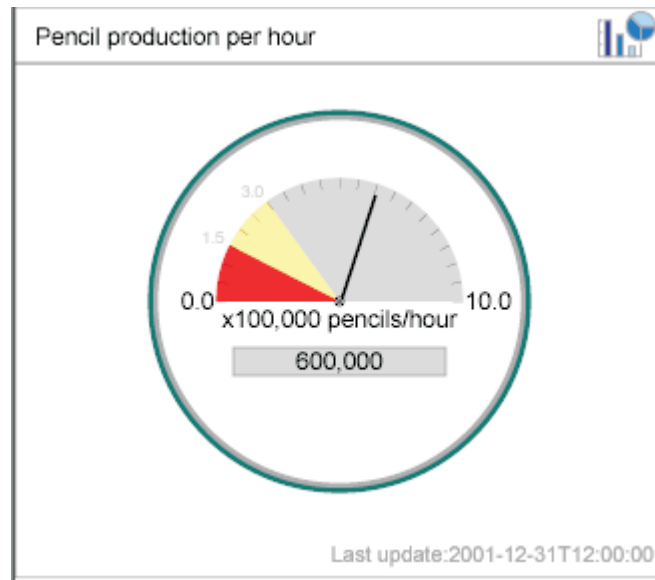 Pencil production per hour
3.0
1.5
0.0
10.0
x100,000 pencils/hour
600,000
Last update:2001-12-31T12:00:00